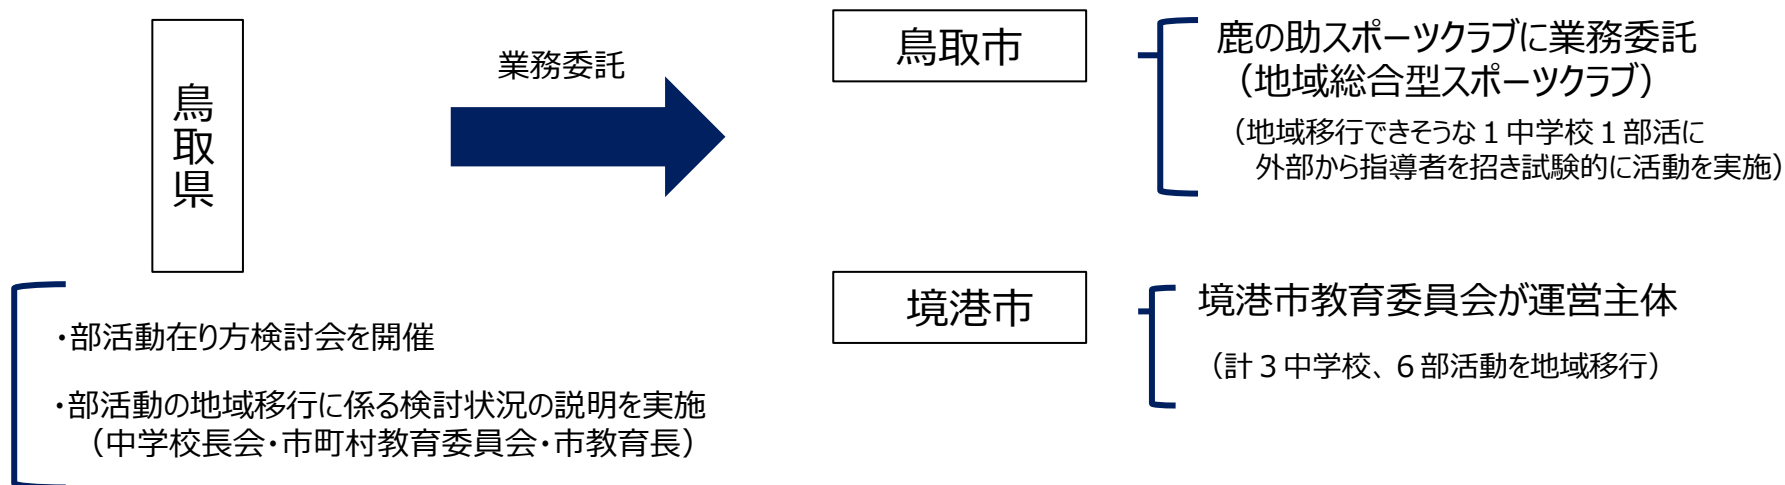 鳥取県
業務委託
鳥取市
鹿の助スポーツクラブに業務委託
（地域総合型スポーツクラブ）
（地域移行できそうな１中学校１部活に
外部から指導者を招き試験的に活動を実施）
境港市
境港市教育委員会が運営主体
（計３中学校、６部活動を地域移行）
・部活動在り方検討会を開催
・部活動の地域移行に係る検討状況の説明を実施
（中学校長会・市町村教育委員会・市教育長）